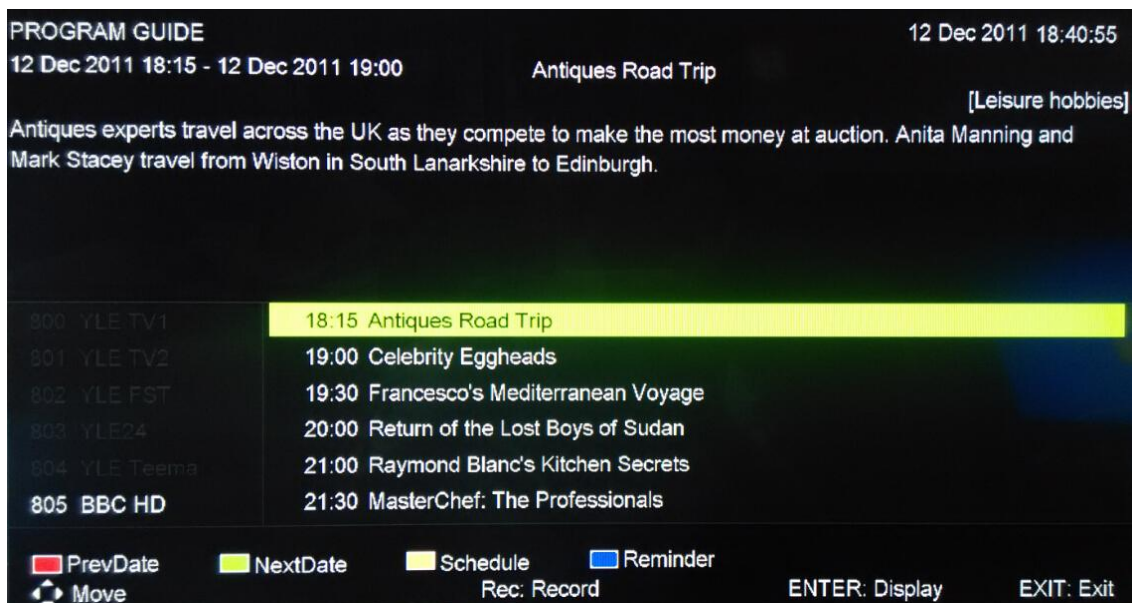 PROGRAM GUIDE 12 Dec 2011 18:40:55
12 Dec 2011 18:15 - 12 Dec 2011 19:00 Antiques Road Trip
[Leisure hobbies]
Antiques experts travel across the UK as they compete to make the most money at auction. Anita Manning and
Mark Stacey travel from Wiston in South Lanarkshire to Edinburgh.
800 YLE TV1 18:15 Antiques Road Trip
801 YLE TV2 19:00 Celebrity Eggheads
802 YLE FST 19:30 Francesco's Mediterranean Voyage
803 YLE24 20:00 Return of the Lost Boys of Sudan
804 YLE Teema 21:00 Raymond Blanc's Kitchen Secrets
805 BBC HD 21:30 MasterChef: The Professionals
PrevDate NextDate Schedule Reminder
Move Rec: Record ENTER: Display EXIT: Exit